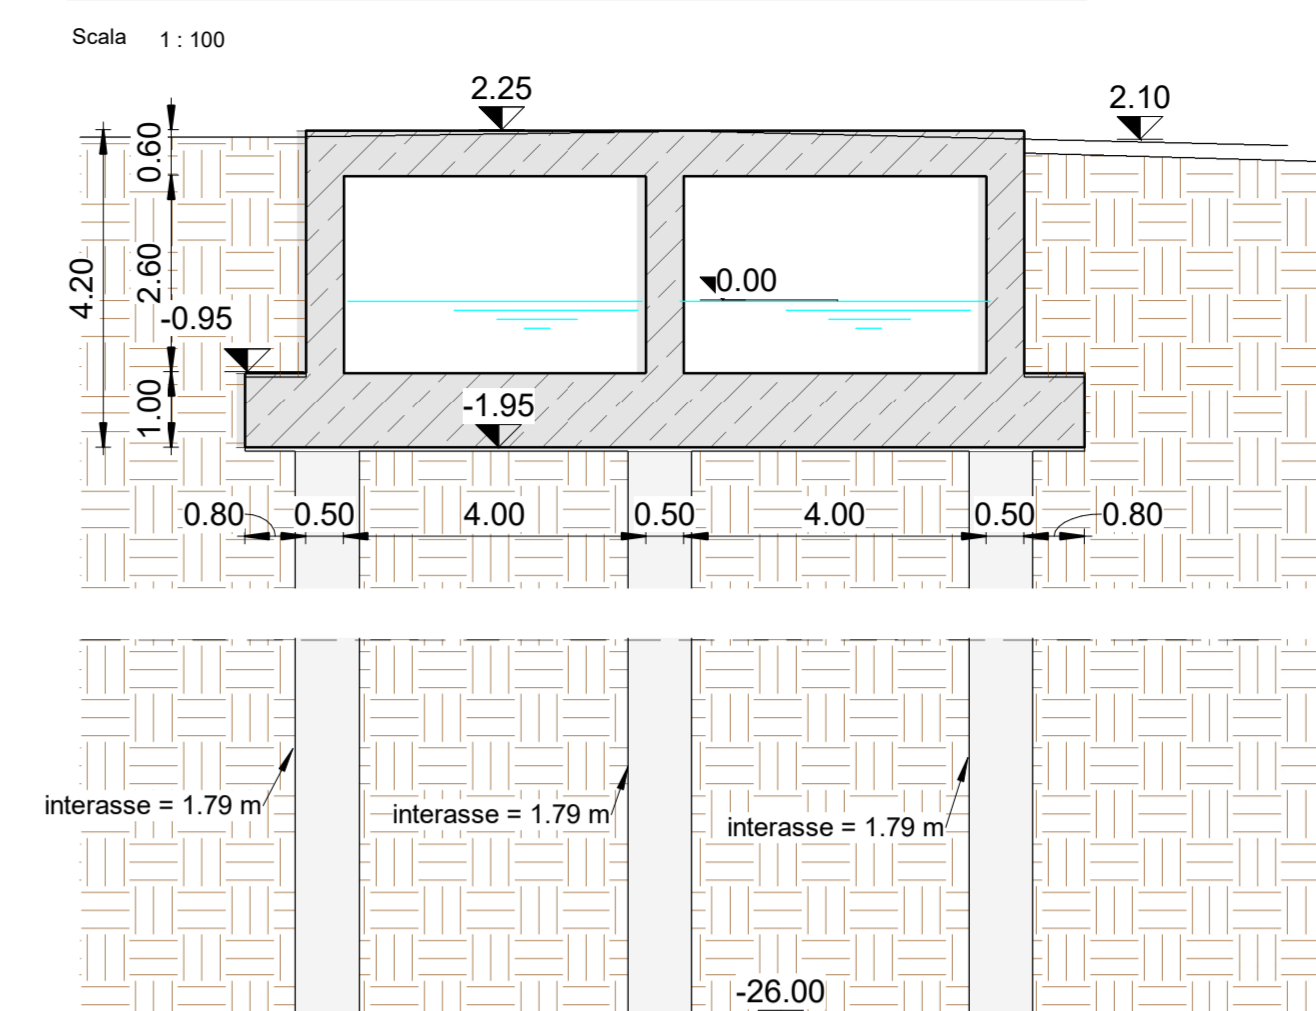 Scala 1 : 100
2.25
2.10
0.60
2.60
4.20
0.00
-0.95
1.00
-1.95
0.80 0.50 4.00 0.50 4.00 0.50 0.80
interasse = 1.79 m
interasse = 1.79 m
interasse = 1.79 m
-26.00